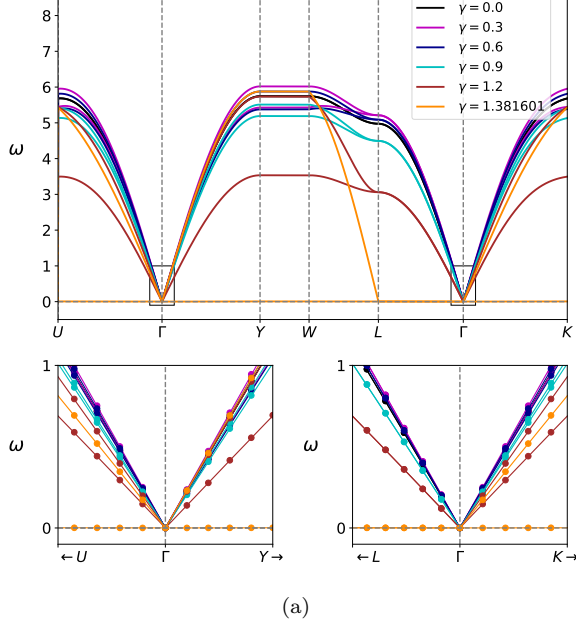 8
7
6
5
4
3
2
1
0
ω
γ = 0.0
γ = 0.3
γ = 0.6
γ = 0.9
γ = 1.2
γ = 1.381601
U Γ Y W L Γ K
1
0
ω
←U Γ Y→
1
0
ω
←L Γ K→
(a)